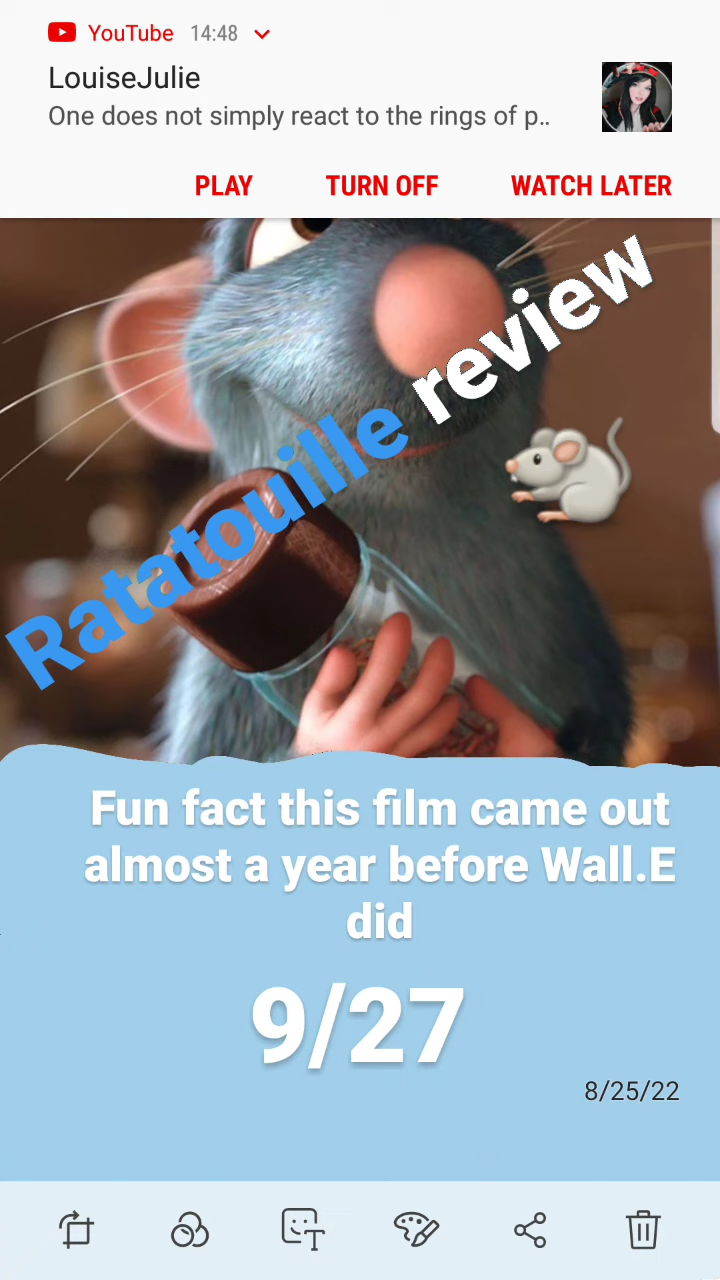 YouTube 14:48
LouiseJulie
One does not simply react to the rings of p..
PLAY TURN OFF WATCH LATER
Ratatouille review
Fun fact this film came out
almost a year before Wall.E
did
9/27
8/25/22
T